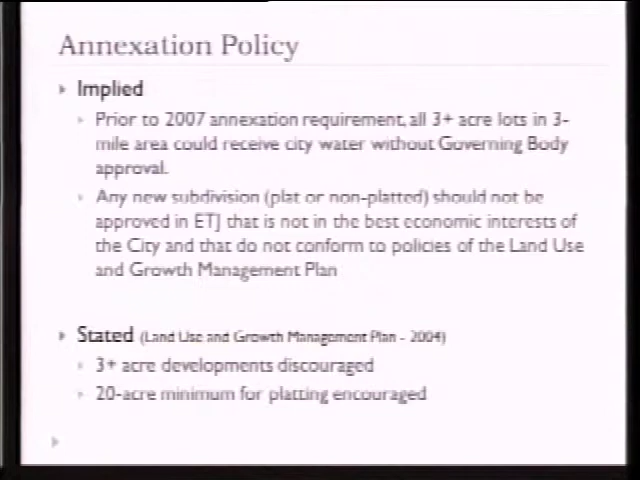 Annexation Policy
Implied
Prior to 2007 annexation requirement, all 3+ acre lots in 3-
mile area could receive city water without Governing Body
approval.
Any new subdivision (plat or non-platted) should not be
approved in ETJ that is not in the best economic interests of
the City and that do not conform to policies of the Land Use
and Growth Management Plan
Stated (Land Use and Growth Management Plan - 2004)
3+ acre developments discouraged
20-acre minimum for platting encouraged